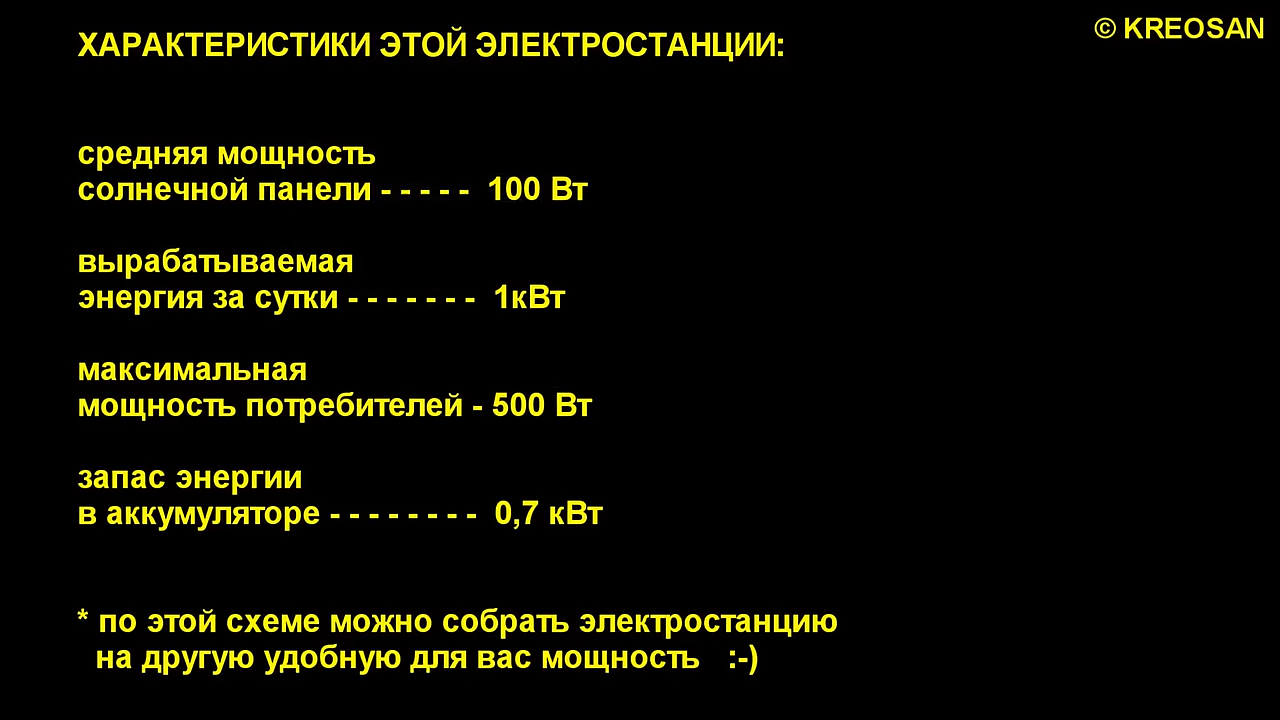 ХАРАКТЕРИСТИКИ ЭТОЙ ЭЛЕКТРОСТАНЦИИ:
© KREOSAN
средняя мощность
солнечной панели - - - - - 100 Вт
вырабатываемая
энергия за сутки - - - - - - - 1кВт
максимальная
мощность потребителей - 500 Вт
запас энергии
в аккумуляторе - - - - - - - - 0,7 кВт
* по этой схеме можно собрать электростанцию
на другую удобную для вас мощность :-)